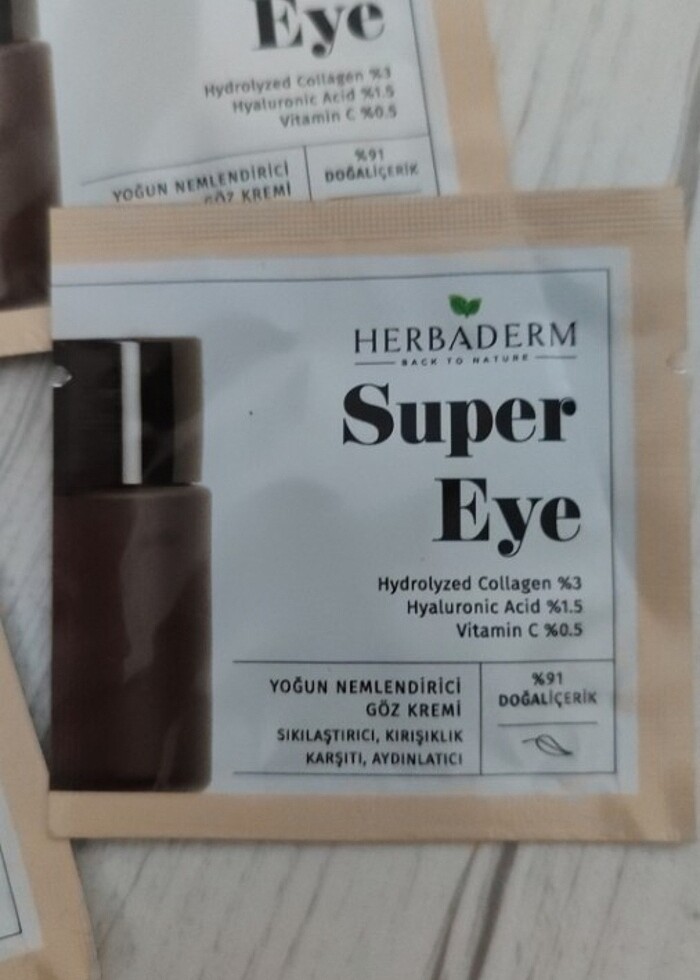 Eye
Hydrolyzed Collagen %3
Hyaluronic Acid %1.5
Vitamin C %0.5
YOĞUN NEMLENDİRİCİ
GÖZ KREMİ
%91
DOĞALİÇERİK
HERBADERM
BACK TO NATURE
Super
Eye
Hydrolyzed Collagen %3
Hyaluronic Acid %1.5
Vitamin C %0.5
YOĞUN NEMLENDİRİCİ
GÖZ KREMİ
SIKILAŞTIRICI, KIRIŞIKLIK
KARŞITI, AYDINLATICI
%91
DOĞALİÇERİK